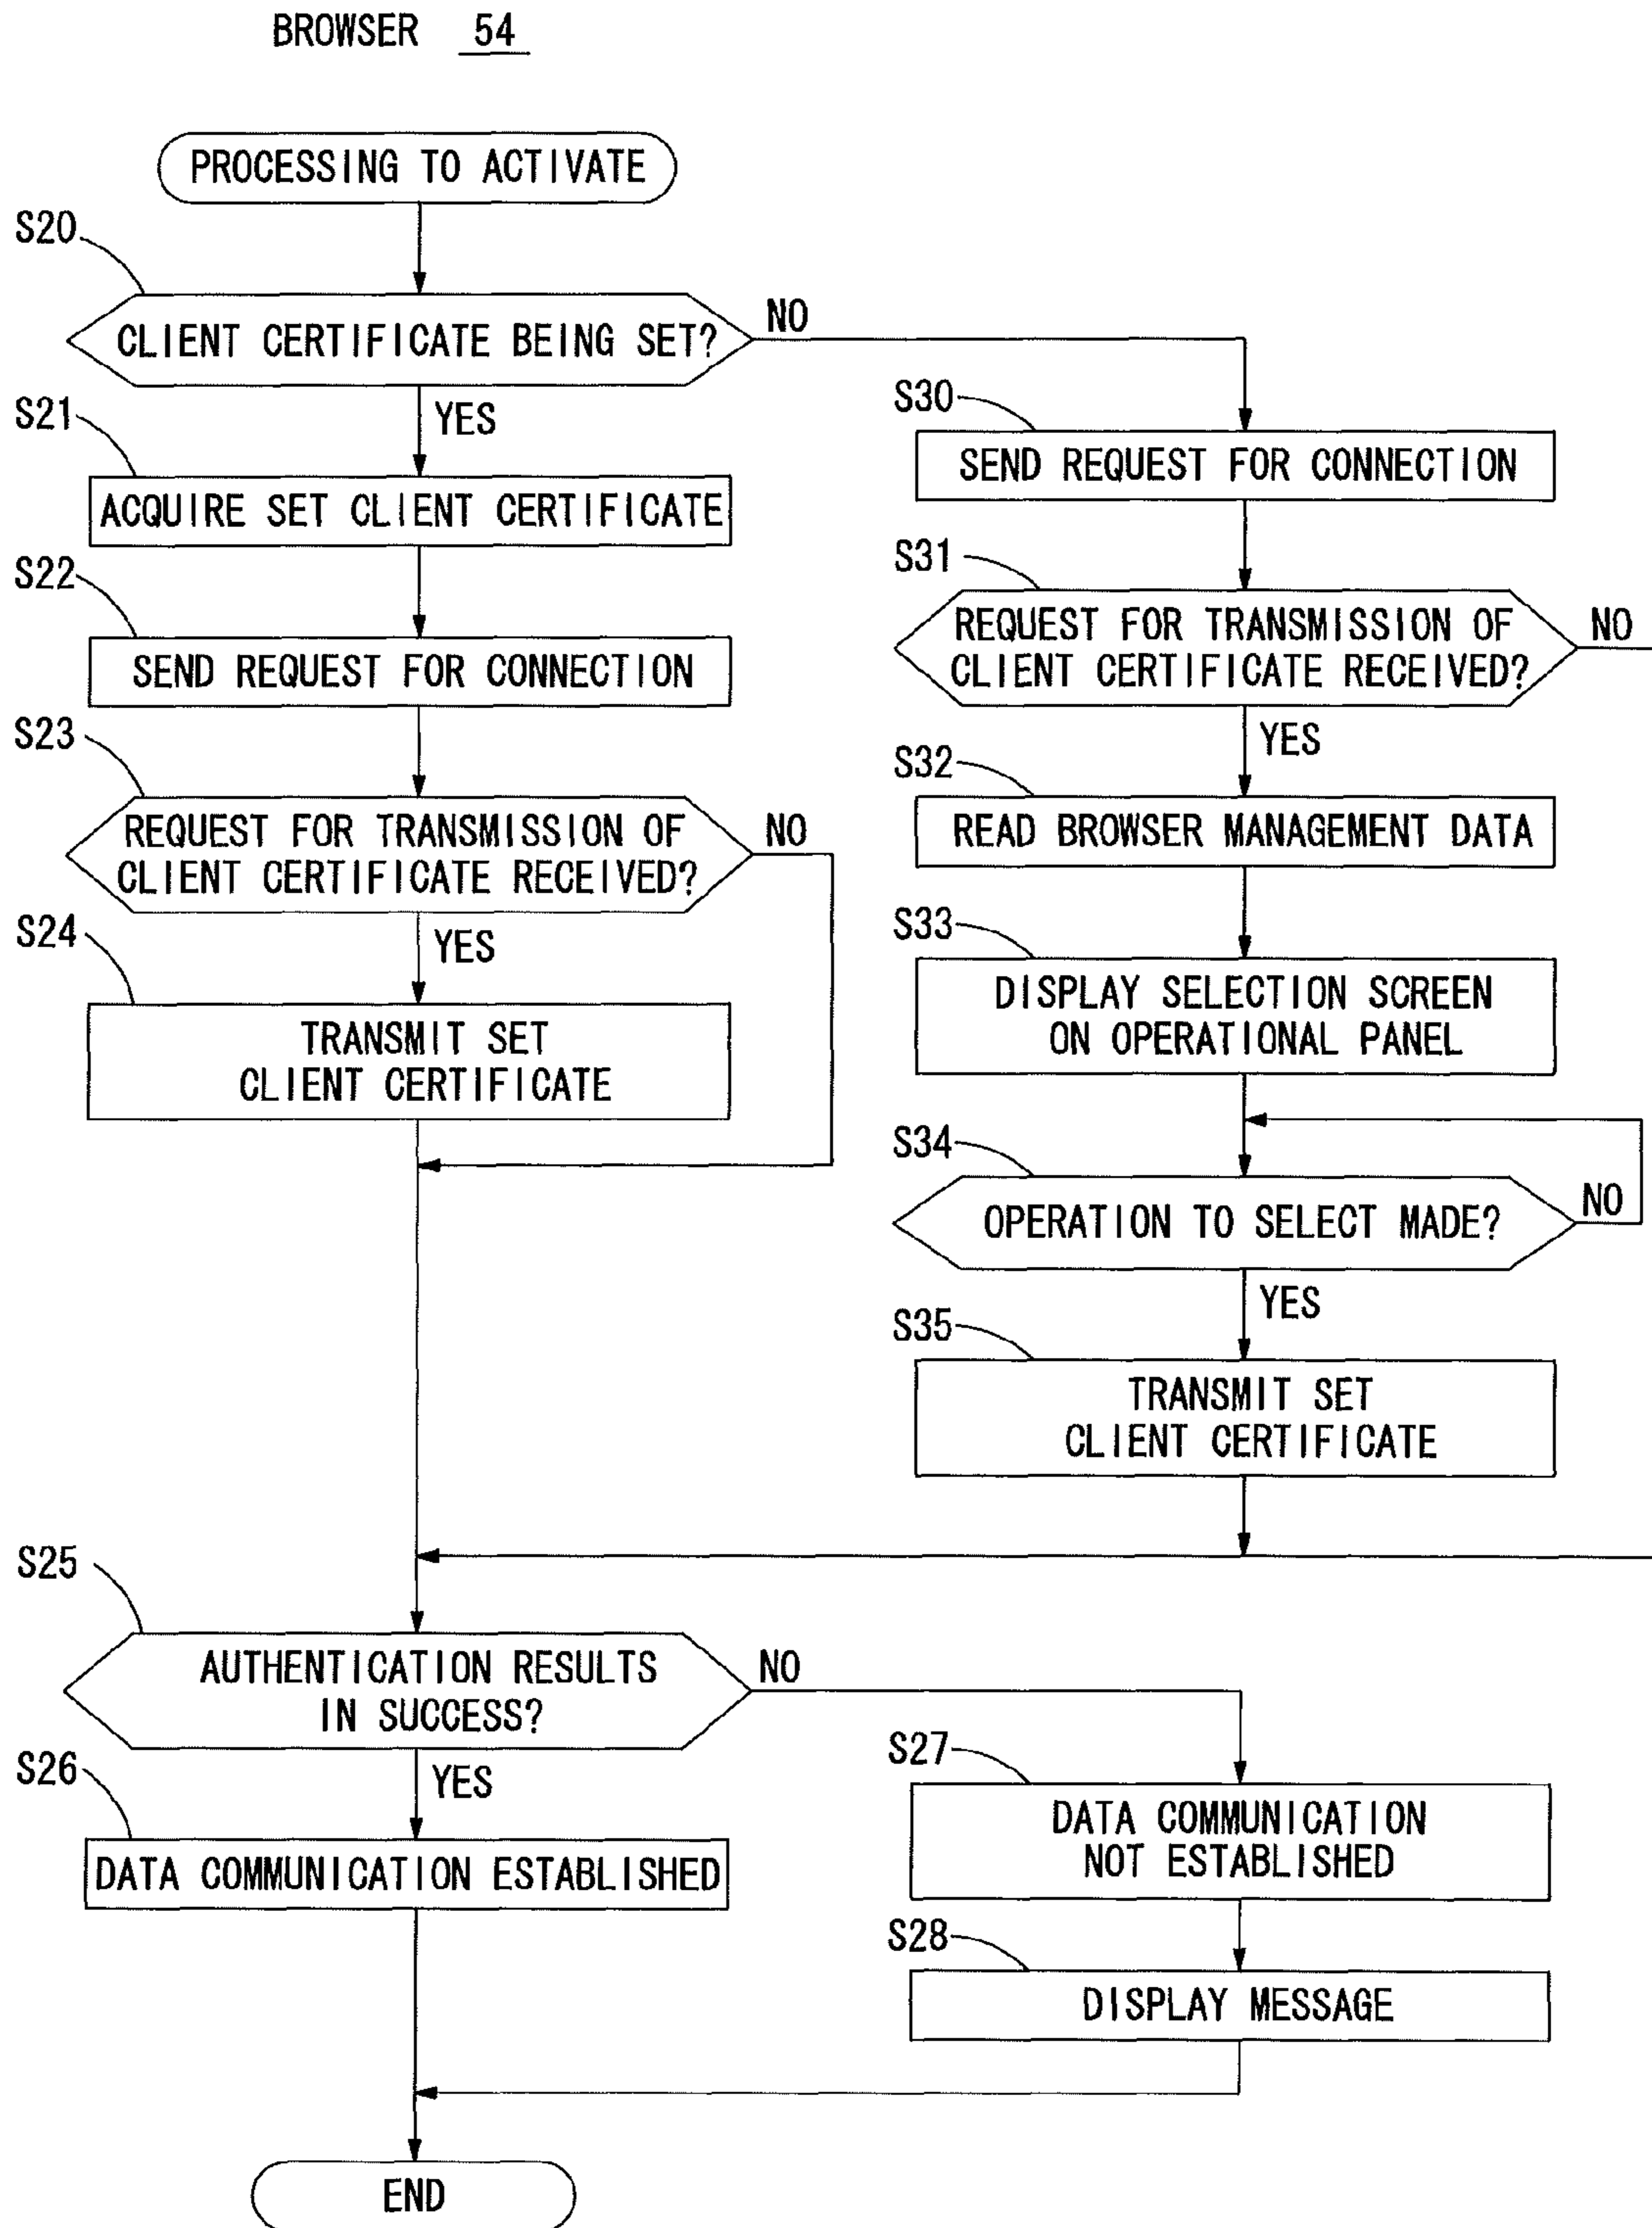 BROWSER 54
PROCESSING TO ACTIVATE
S20
CLIENT CERTIFICATE BEING SET?
NO
YES
S21
ACQUIRE SET CLIENT CERTIFICATE
S22
SEND REQUEST FOR CONNECTION
S23
REQUEST FOR TRANSMISSION OF
CLIENT CERTIFICATE RECEIVED?
NO
YES
S24
TRANSMIT SET
CLIENT CERTIFICATE
S30
SEND REQUEST FOR CONNECTION
S31
REQUEST FOR TRANSMISSION OF
CLIENT CERTIFICATE RECEIVED?
NO
YES
S32
READ BROWSER MANAGEMENT DATA
S33
DISPLAY SELECTION SCREEN
ON OPERATIONAL PANEL
S34
OPERATION TO SELECT MADE?
NO
YES
S35
TRANSMIT SET
CLIENT CERTIFICATE
S25
AUTHENTICATION RESULTS
IN SUCCESS?
NO
YES
S26
DATA COMMUNICATION ESTABLISHED
S27
DATA COMMUNICATION
NOT ESTABLISHED
S28
DISPLAY MESSAGE
END